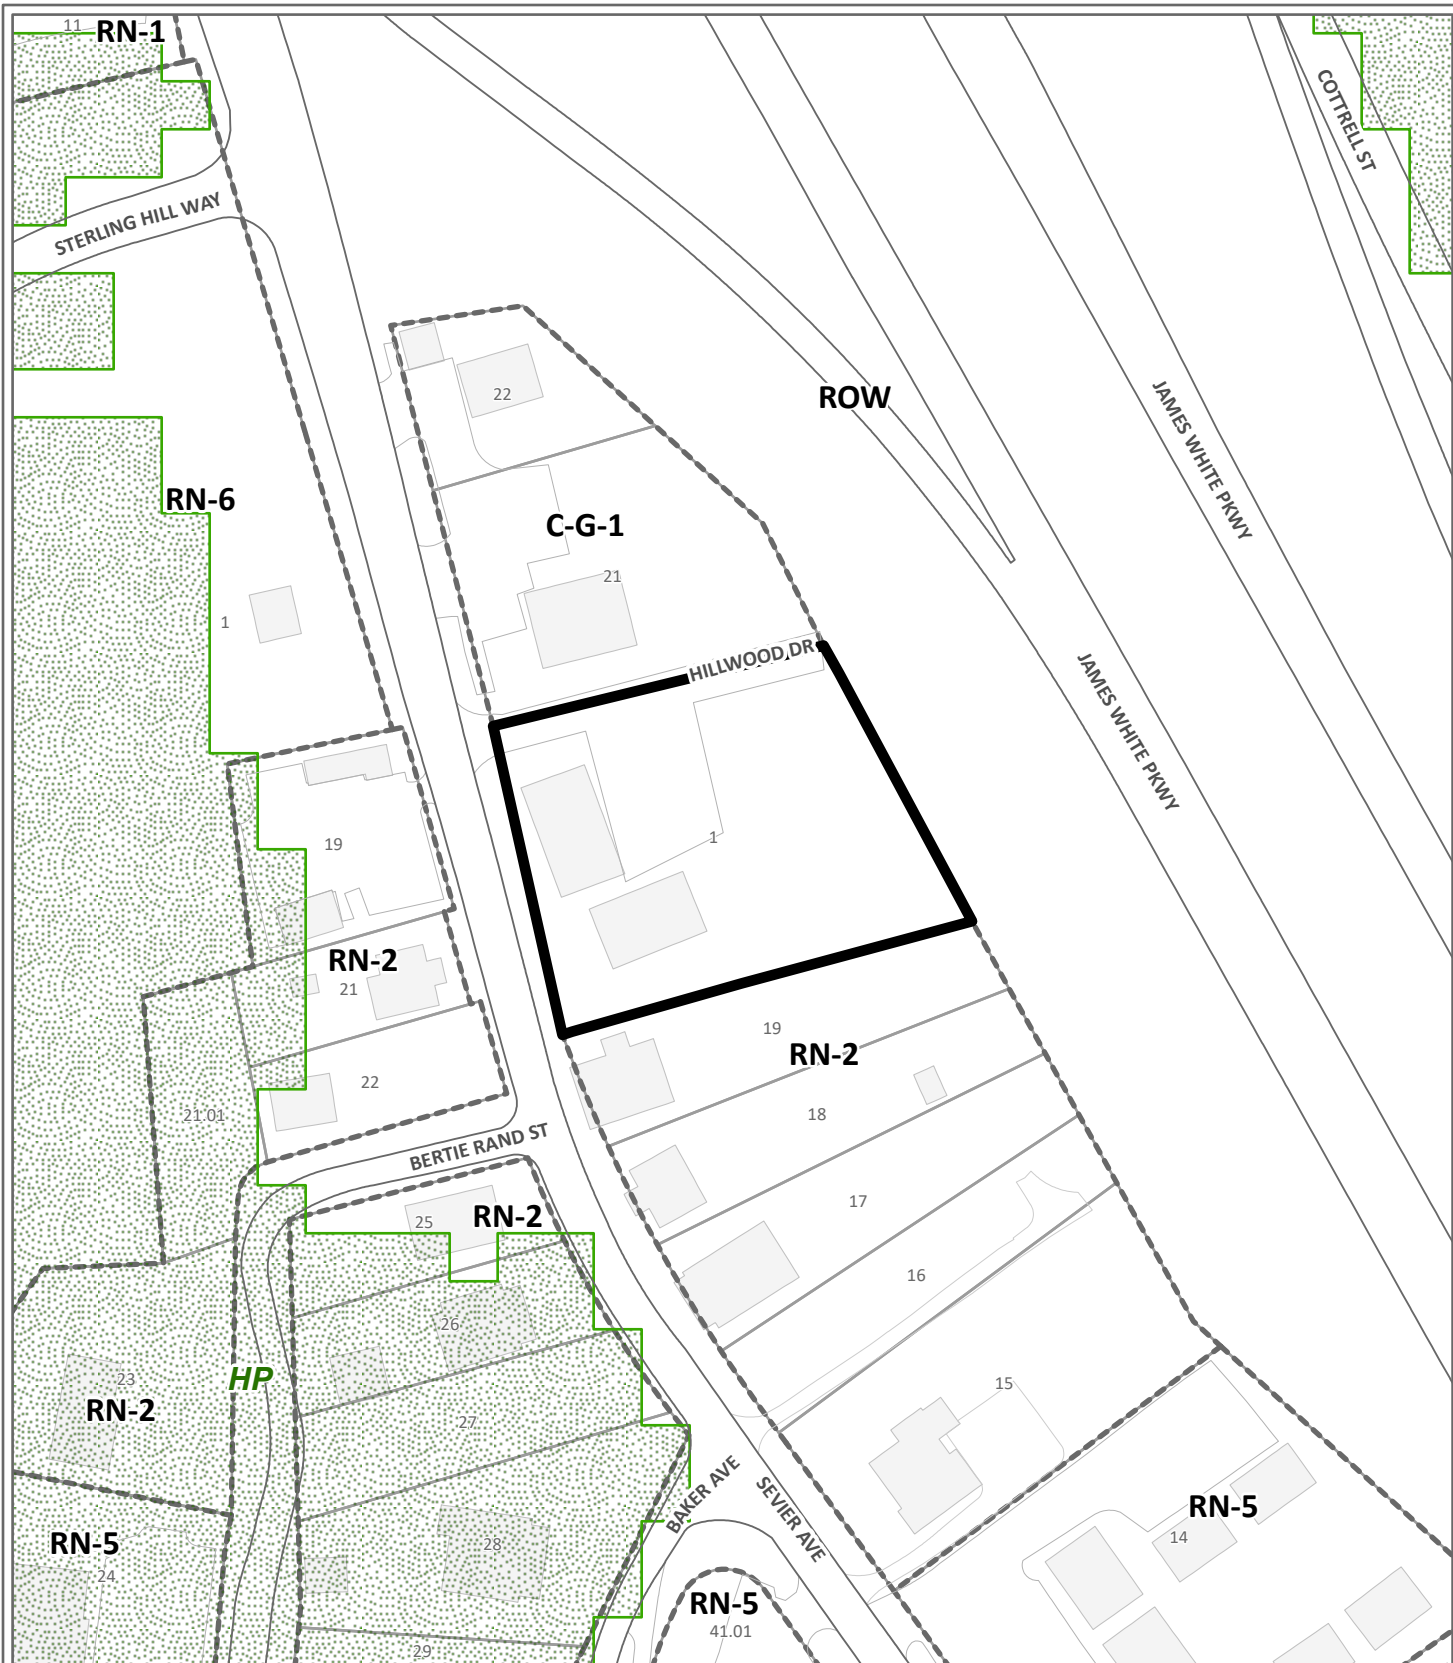 11
RN-1
COTTRELL ST
STERLING HILL WAY
22
ROW
JAMES WHITE PKWY
RN-6
C-G-1
21
1
HILLWOOD DR
JAMES WHITE PKWY
19
1
RN-2
21
19
RN-2
22
21.01
18
BERTIE RAND ST
17
25
RN-2
16
26
23
HP
RN-2
15
27
BAKER AVE
SEVIER AVE
RN-5
RN-5
14
28
24
RN-5
41.01
29